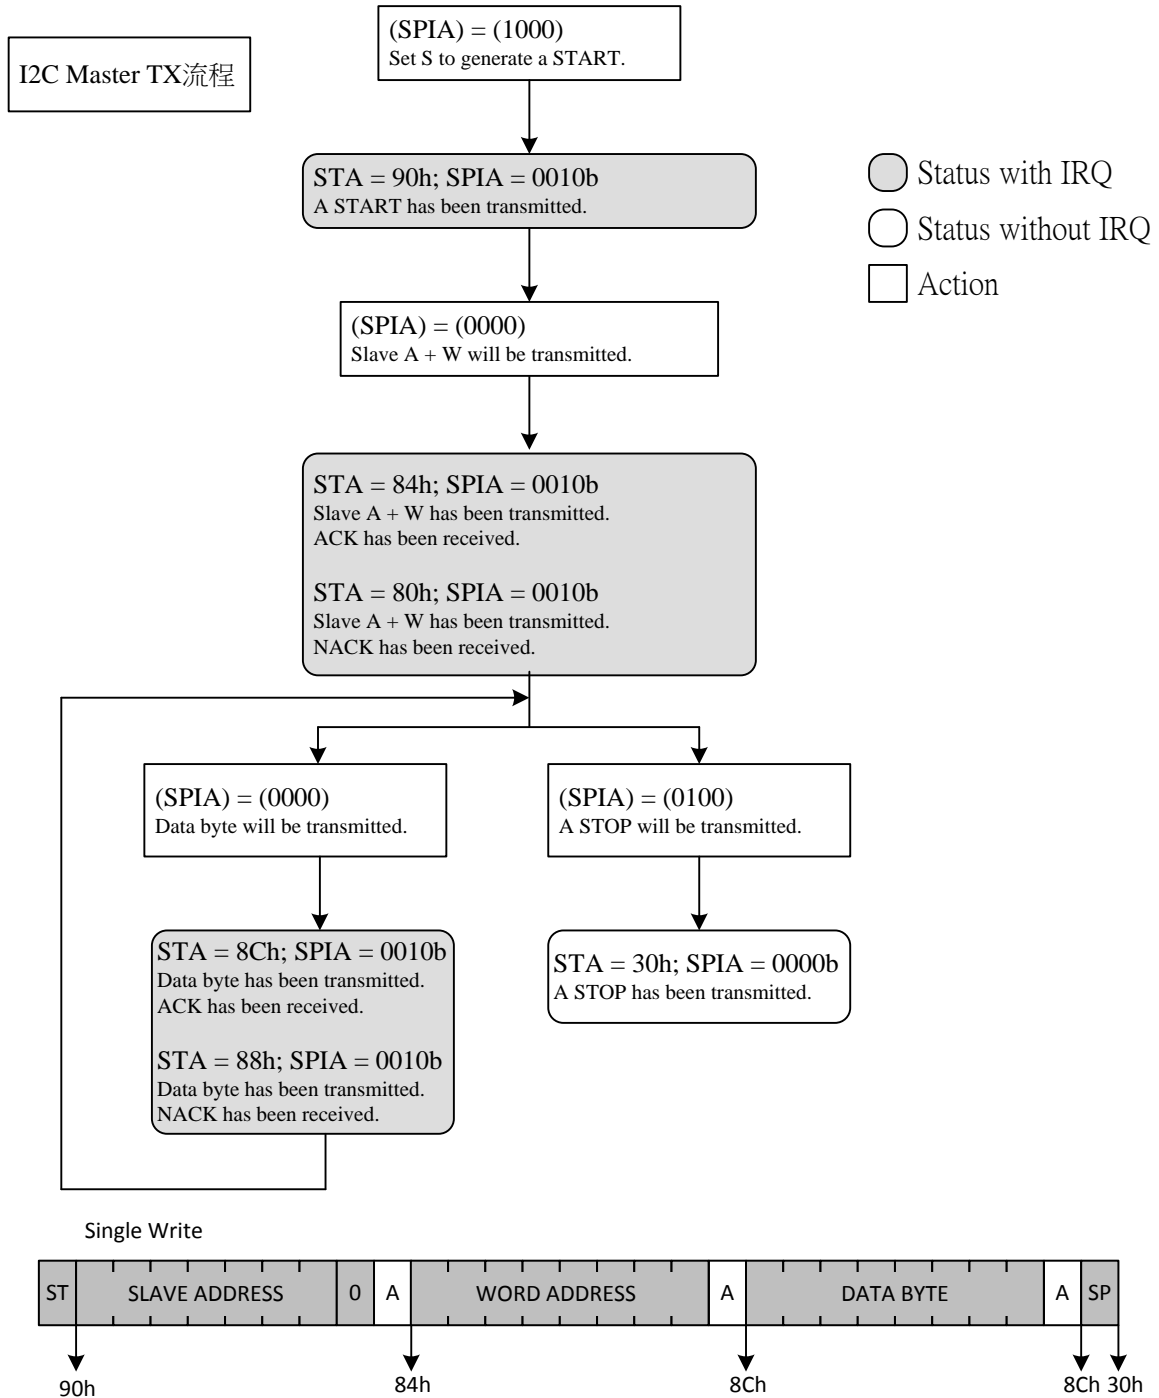 I2C Master TX流程
(SPIA) = (1000)
Set S to generate a START.
STA = 90h; SPIA = 0010b
A START has been transmitted.
Status with IRQ
Status without IRQ
Action
(SPIA) = (0000)
Slave A + W will be transmitted.
STA = 84h; SPIA = 0010b
Slave A + W has been transmitted.
ACK has been received.
STA = 80h; SPIA = 0010b
Slave A + W has been transmitted.
NACK has been received.
(SPIA) = (0000)
Data byte will be transmitted.
(SPIA) = (0100)
A STOP will be transmitted.
STA = 8Ch; SPIA = 0010b
Data byte has been transmitted.
ACK has been received.
STA = 88h; SPIA = 0010b
Data byte has been transmitted.
NACK has been received.
STA = 30h; SPIA = 0000b
A STOP has been transmitted.
Single Write
ST SLAVE ADDRESS 0 A WORD ADDRESS A DATA BYTE A SP
90h 84h 8Ch 8Ch 30h